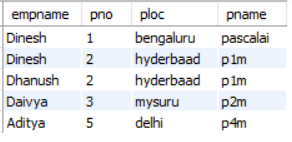 empname pno ploc pname
Dinesh 1 bengaluru pascalai
Dinesh 2 hyderbaad p1m
Dhanush 2 hyderbaad p1m
Daivya 3 mysuru p2m
Aditya 5 delhi p4m